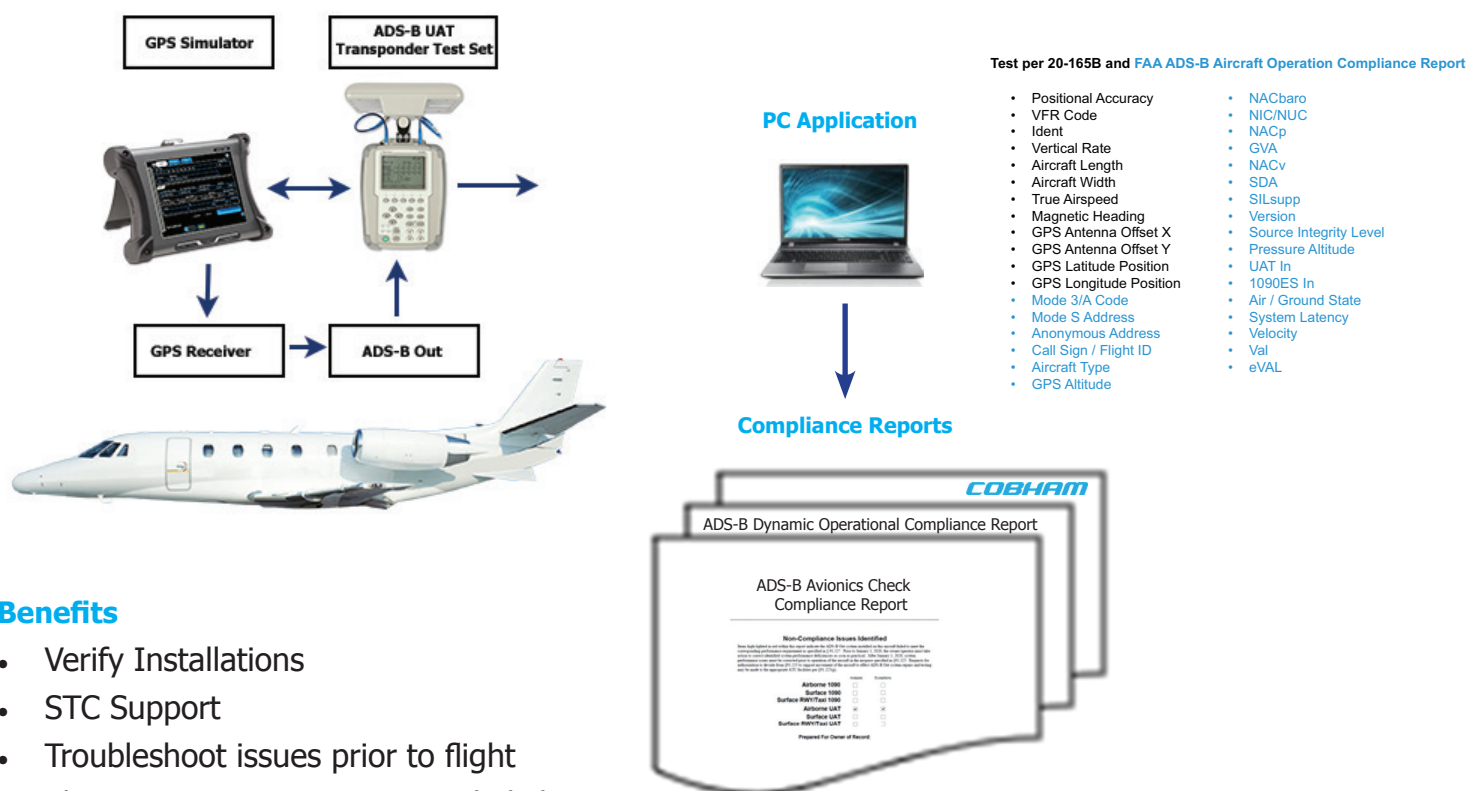 GPS Simulator
ADS-B UAT
Transponder Test Set
GPS Receiver
ADS-B Out
PC Application
Compliance Reports
Test per 20-165B and FAA ADS-B Aircraft Operation Compliance Report
• Positional Accuracy
• VFR Code
• Ident
• Vertical Rate
• Aircraft Length
• Aircraft Width
• True Airspeed
• Magnetic Heading
• GPS Antenna Offset X
• GPS Antenna Offset Y
• GPS Latitude Position
• GPS Longitude Position
• Mode 3/A Code
• Mode S Address
• Anonymous Address
• Call Sign / Flight ID
• Aircraft Type
• GPS Altitude
• NACbaro
• NIC/NUC
• NACp
• GVA
• NACv
• SDA
• SILsupp
• Version
• Source Integrity Level
• Pressure Altitude
• UAT In
• 1090ES In
• Air / Ground State
• System Latency
• Velocity
• Val
• eVAL
COBHAM
ADS-B Dynamic Operational Compliance Report
ADS-B Avionics Check
Compliance Report
Non-Compliance Issues Identified
Airborne 1090
Surface 1090
Surface RWY/Taxi 1090
Airborne UAT
Surface UAT
Surface RWY/Taxi UAT
Prepared For Owner of Record:
Benefits
• Verify Installations
• STC Support
• Troubleshoot issues prior to flight